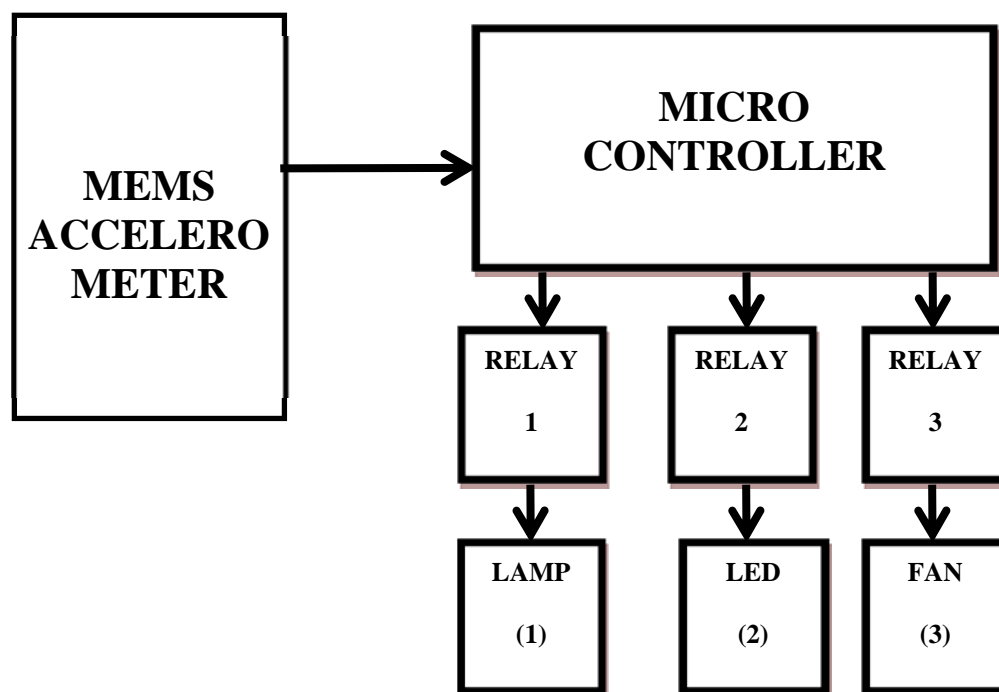 MEMS
ACCELERO
METER
MICRO
CONTROLLER
RELAY
1
RELAY
2
RELAY
3
LAMP
(1)
LED
(2)
FAN
(3)